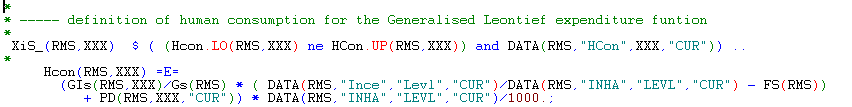 *
* ----- definition of human consumption for the Generalised Leontief expenditure funtion
*
XiS_(RMS,XXX) $ ( (Hcon.LO(RMS,XXX) ne HCon.UP(RMS,XXX)) and DATA(RMS,"HCon",XXX,"CUR")) ..
*
Hcon(RMS,XXX) =E=
(GIs(RMS,XXX)/Gs(RMS) * ( DATA(RMS,"Ince","Levl","CUR")/DATA(RMS,"INHA","LEVL","CUR") - FS(RMS))
+ PD(RMS,XXX,"CUR")) * DATA(RMS,"INHA","LEVL","CUR")/1000.;